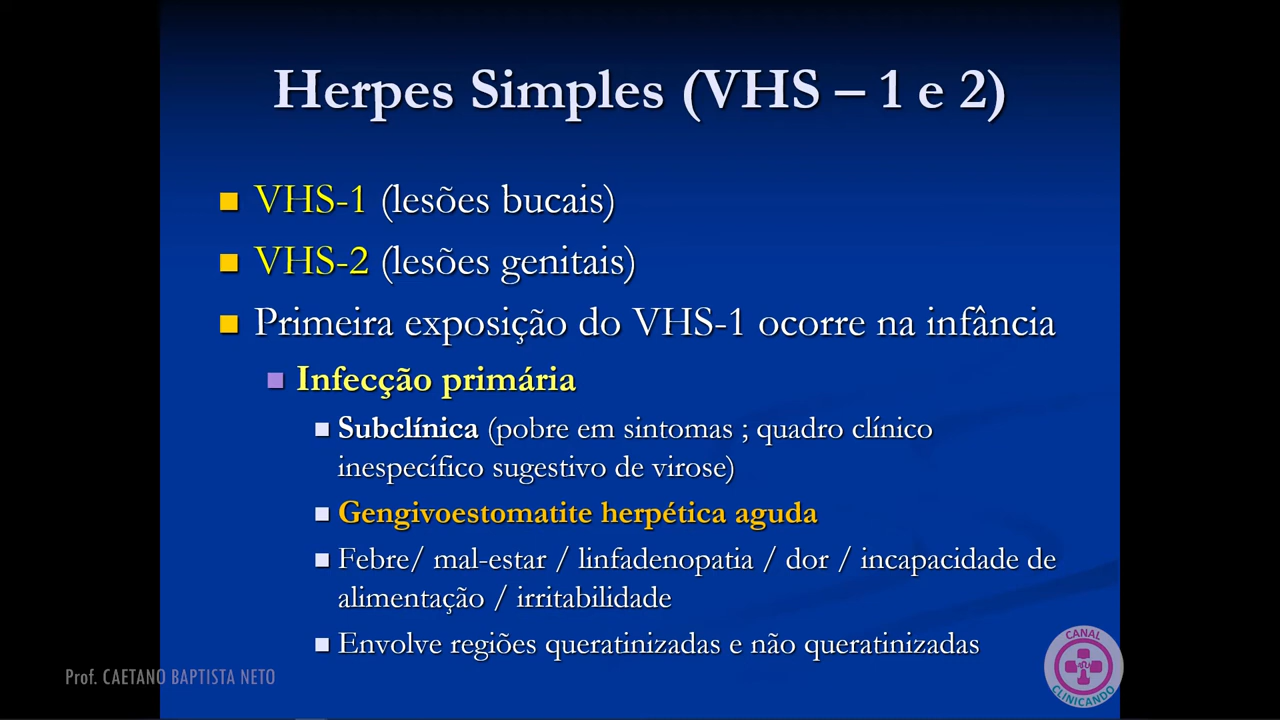 Herpes Simples (VHS – 1 e 2)
VHS-1 (lesões bucais)
VHS-2 (lesões genitais)
Primeira exposição do VHS-1 ocorre na infância
Infecção primária
Subclínica (pobre em sintomas ; quadro clínico
inespecífico sugestivo de virose)
Gengivoestomatite herpética aguda
Febre/ mal-estar / linfadenopatia / dor / incapacidade de
alimentação / irritabilidade
Envolve regiões queratinizadas e não queratinizadas
Prof. CAETANO BAPTISTA NETO
CANAL
CLINICANDO